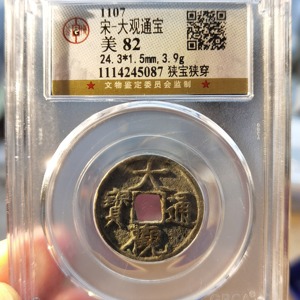 1107
宋-大观通宝
美 82
24.3*1.5mm, 3.9g
1114245087 狭宝狭穿
★ 文物鉴定委员会监制 ★
大
寳 通
觀